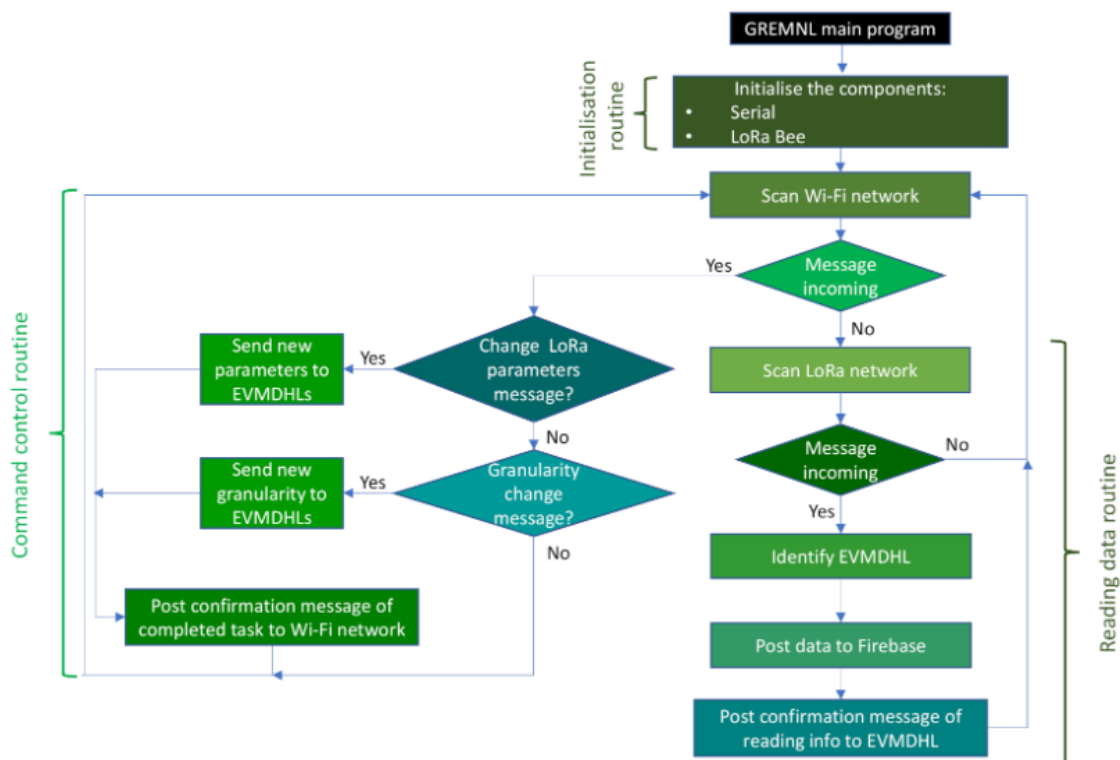 GREMNL main program
Initialisation
routine
Initialise the components:
• Serial
• LoRa Bee
Scan Wi-Fi network
Message
incoming
Yes
No
Command control routine
Change LoRa
parameters
message?
Yes
No
Send new
parameters to
EVMDHLs
Granularity
change
message?
Yes
No
Send new
granularity to
EVMDHLs
Post confirmation message of
completed task to Wi-Fi network
Reading data routine
Scan LoRa network
Message
incoming
No
Yes
Identify EVMDHL
Post data to Firebase
Post confirmation message of
reading info to EVMDHL